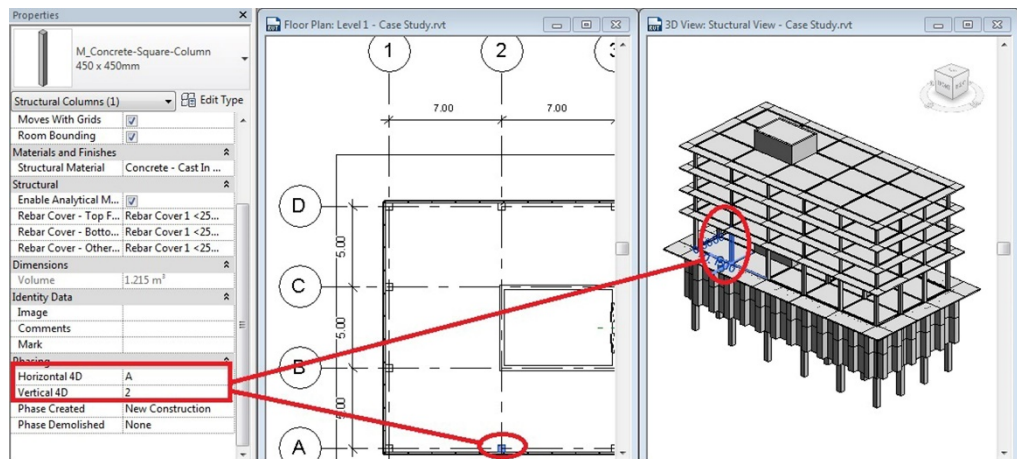 Properties
M_Concrete-Square-Column
450 x 450mm
Structural Columns (1)
Edit Type
Moves With Grids
Room Bounding
Materials and Finishes
Structural Material Concrete - Cast In ...
Structural
Enable Analytical M...
Rebar Cover - Top F... Rebar Cover 1 <25...
Rebar Cover - Botto... Rebar Cover 1 <25...
Rebar Cover - Other... Rebar Cover 1 <25...
Dimensions
Volume 1.215 m³
Identity Data
Image
Comments
Mark
Phasing
Horizontal 4D A
Vertical 4D 2
Phase Created New Construction
Phase Demolished None
Floor Plan: Level 1 - Case Study.rvt
1 2
7.00 7.00
D
5.00
C
5.00
B
5.00
A
3D View: Stuctural View - Case Study.rvt